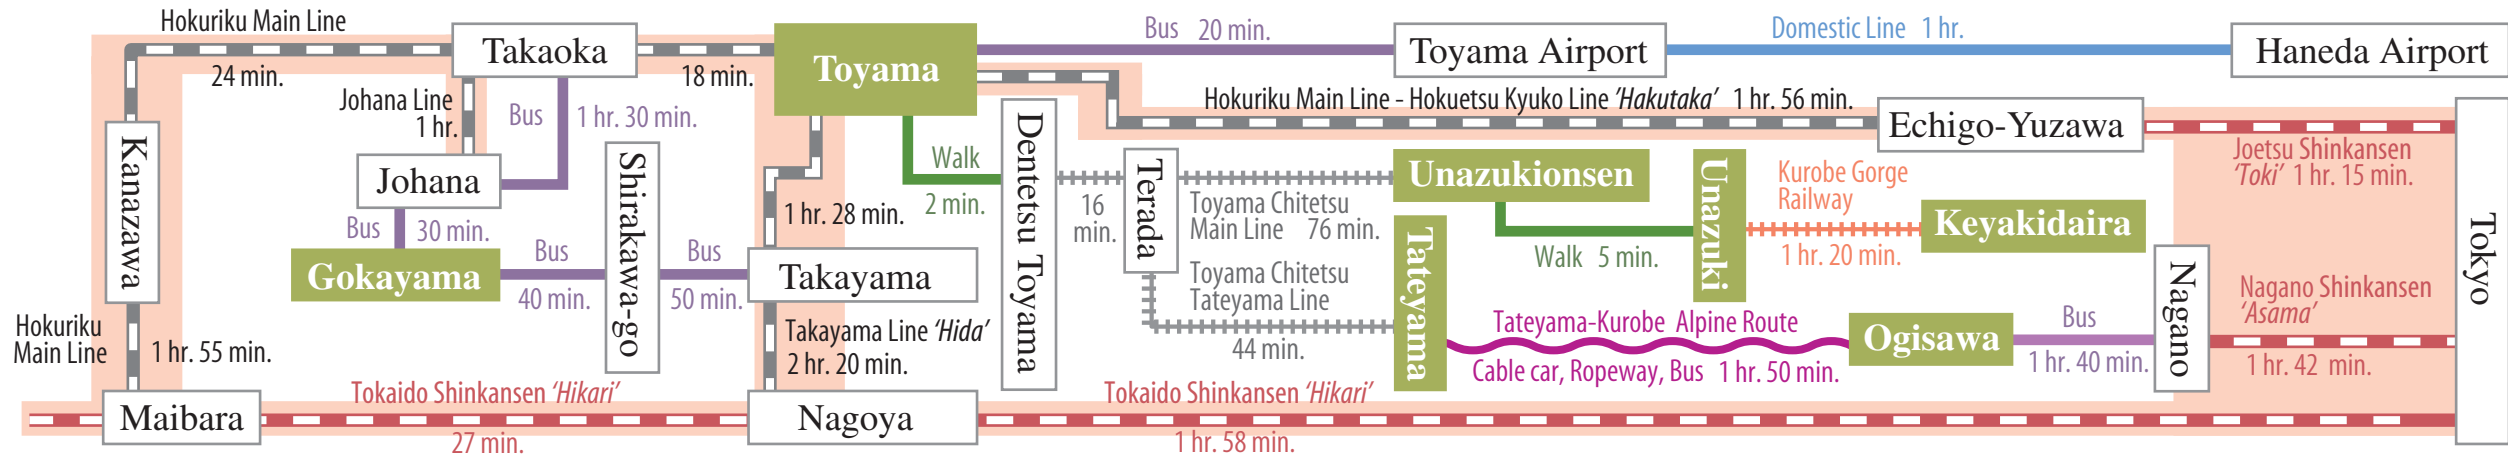 Hokuriku Main Line
Takaoka
24 min.
18 min.
Toyama
Bus 20 min.
Toyama Airport
Domestic Line 1 hr.
Haneda Airport
Johana Line
1 hr.
Bus
1 hr. 30 min.
Hokuriku Main Line - Hokuetsu Kyuko Line 'Hakutaka' 1 hr. 56 min.
Echigo-Yuzawa
Joetsu Shinkansen
'Toki' 1 hr. 15 min.
Kanazawa
Johana
Shirakawa-go
Walk
2 min.
Dentetsu Toyama
16
min.
Terada
Toyama Chitetsu
Main Line 76 min.
Unazukionsen
Walk 5 min.
Unazuki
Kurobe Gorge
Railway
1 hr. 20 min.
Keyakidaira
Tokyo
Bus
30 min.
Gokayama
Bus
40 min.
Bus
50 min.
1 hr. 28 min.
Takayama
Toyama Chitetsu
Tateyama Line
44 min.
Tateyama
Tateyama-Kurobe Alpine Route
Cable car, Ropeway, Bus 1 hr. 50 min.
Ogisawa
Bus
1 hr. 40 min.
Nagano
Nagano Shinkansen
'Asama'
1 hr. 42 min.
Hokuriku
Main Line
1 hr. 55 min.
Takayama Line 'Hida'
2 hr. 20 min.
Maibara
Tokaido Shinkansen 'Hikari'
27 min.
Nagoya
Tokaido Shinkansen 'Hikari'
1 hr. 58 min.